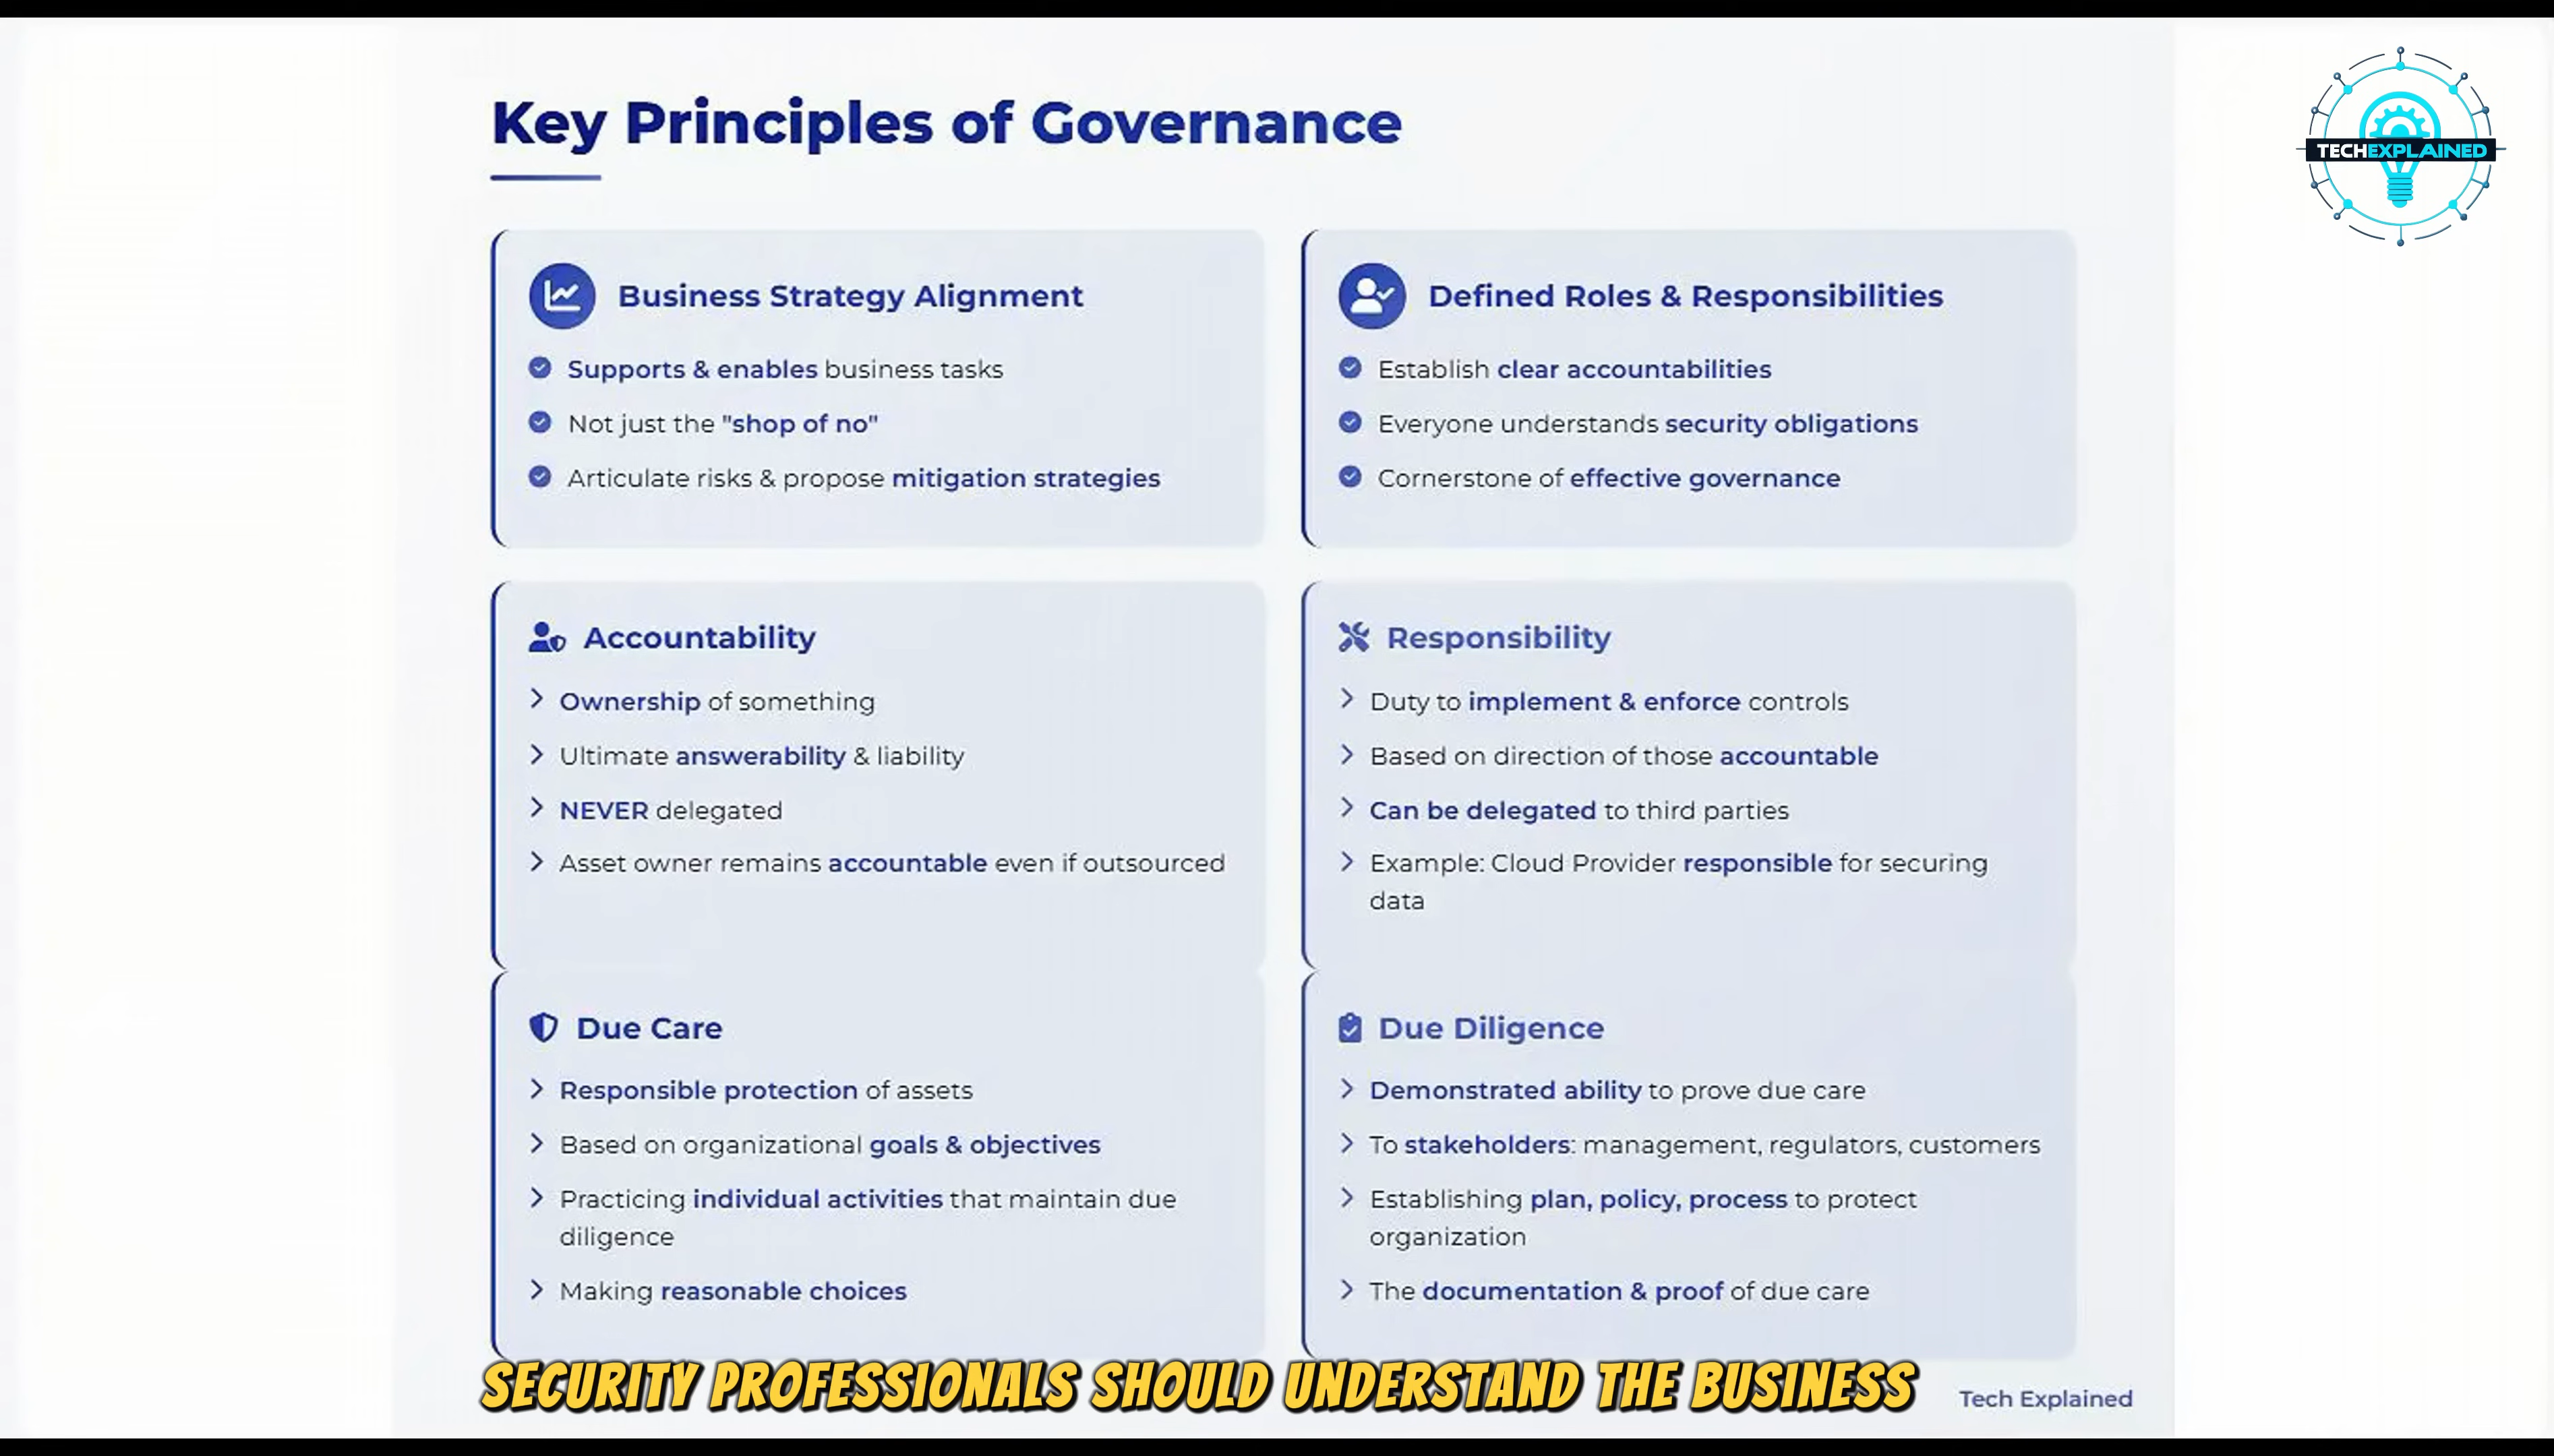 Key Principles of Governance
TECHEXPLAINED
Business Strategy Alignment
Supports & enables business tasks
Not just the "shop of no"
Articulate risks & propose mitigation strategies
Defined Roles & Responsibilities
Establish clear accountabilities
Everyone understands security obligations
Cornerstone of effective governance
Accountability
Ownership of something
Ultimate answerability & liability
NEVER delegated
Asset owner remains accountable even if outsourced
Responsibility
Duty to implement & enforce controls
Based on direction of those accountable
Can be delegated to third parties
Example: Cloud Provider responsible for securing
data
Due Care
Responsible protection of assets
Based on organizational goals & objectives
Practicing individual activities that maintain due
diligence
Making reasonable choices
Due Diligence
Demonstrated ability to prove due care
To stakeholders: management, regulators, customers
Establishing plan, policy, process to protect
organization
The documentation & proof of due care
SECURITY PROFESSIONALS SHOULD UNDERSTAND THE BUSINESS
Tech Explained